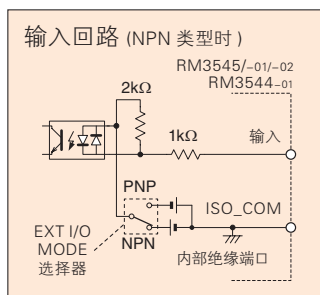 输入回路 (NPN 类型时)
RM3545/-01/-02
RM3544-01
2kΩ
1kΩ
输入
PNP
ISO_COM
EXT I/O
MODE
选择器
NPN
内部绝缘端口